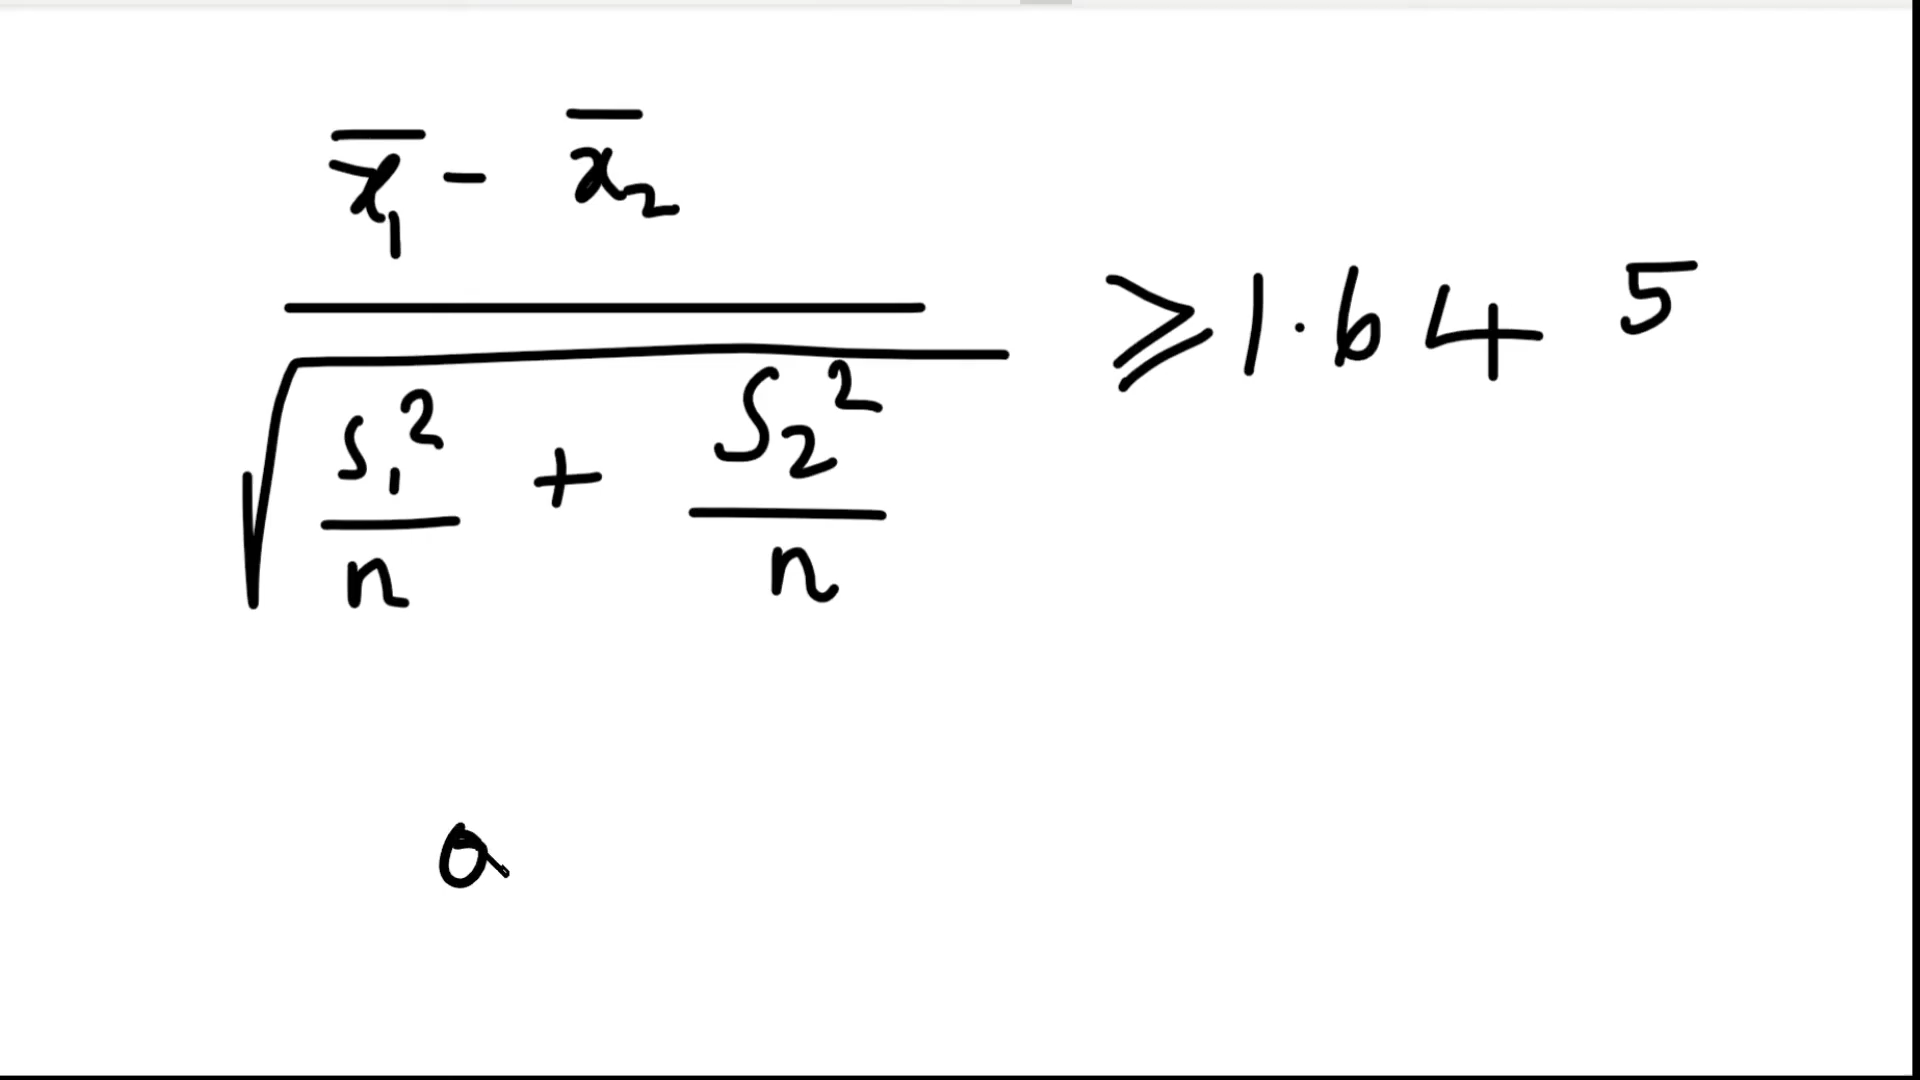 x̄₁ - x̄₂
≥ 1.645
√(s₁²/n + s₂²/n)
a